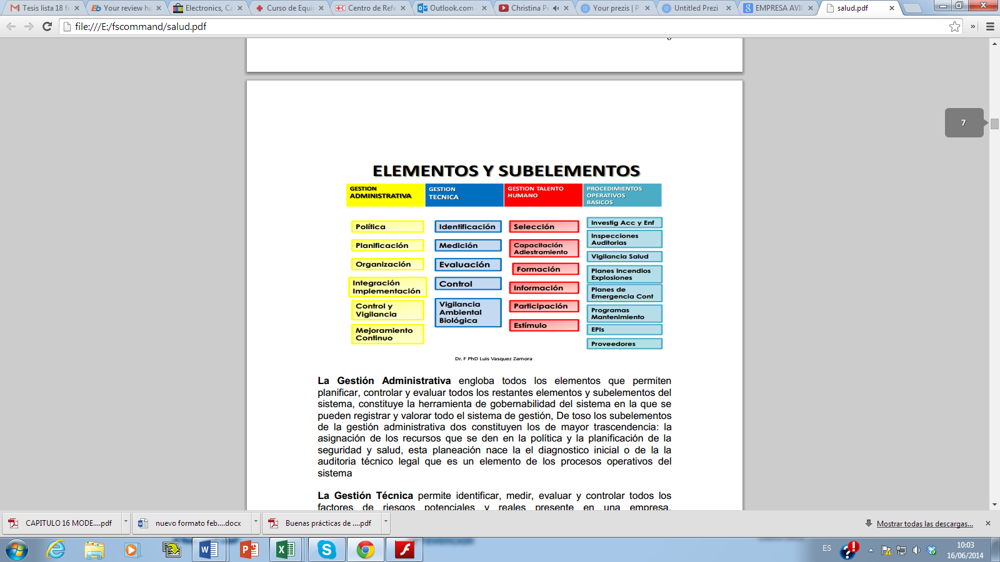 Tesis lista 18 fe
Your review ha
Electronics, Ca
Curso de Equi
Centro de Refe
Outlook.com -
Christina Pe
Your prezis | P
Untitled Prezi
EMPRESA AVIC
salud.pdf
file:///E:/fscommand/salud.pdf
7
ELEMENTOS Y SUBELEMENTOS
GESTION
ADMINISTRATIVA
GESTION
TECNICA
GESTION TALENTO
HUMANO
PROCEDIMIENTOS
OPERATIVOS
BASICOS
Política
Planificación
Organización
Integración
Implementación
Control y
Vigilancia
Mejoramiento
Continuo
Identificación
Medición
Evaluación
Control
Vigilancia
Ambiental
Biológica
Selección
Capacitación
Adiestramiento
Formación
Información
Participación
Estímulo
Investig Acc y Enf
Inspecciones
Auditorias
Vigilancia Salud
Planes Incendios
Explosiones
Planes de
Emergencia Cont
Programas
Mantenimiento
EPIs
Proveedores
Dr. F PhD Luis Vasquez Zamora
La Gestión Administrativa engloba todos los elementos que permiten
planificar, controlar y evaluar todos los restantes elementos y subelementos del
sistema, constituye la herramienta de gobernabilidad del sistema en la que se
pueden registrar y valorar todo el sistema de gestión, De toso los subelementos
de la gestión administrativa dos constituyen los de mayor trascendencia: la
asignación de los recursos que se den en la política y la planificación de la
seguridad y salud, esta planeación nace la el diagnostico inicial o de la la
auditoria técnico legal que es un elemento de los procesos operativos del
sistema
La Gestión Técnica permite identificar, medir, evaluar y controlar todos los
factores de riesgos potenciales y reales presente en una empresa.
CAPITULO 16 MODE....pdf
nuevo formato feb....docx
Buenas prácticas de ....pdf
Mostrar todas las descargas...
ES
10:03
16/06/2014